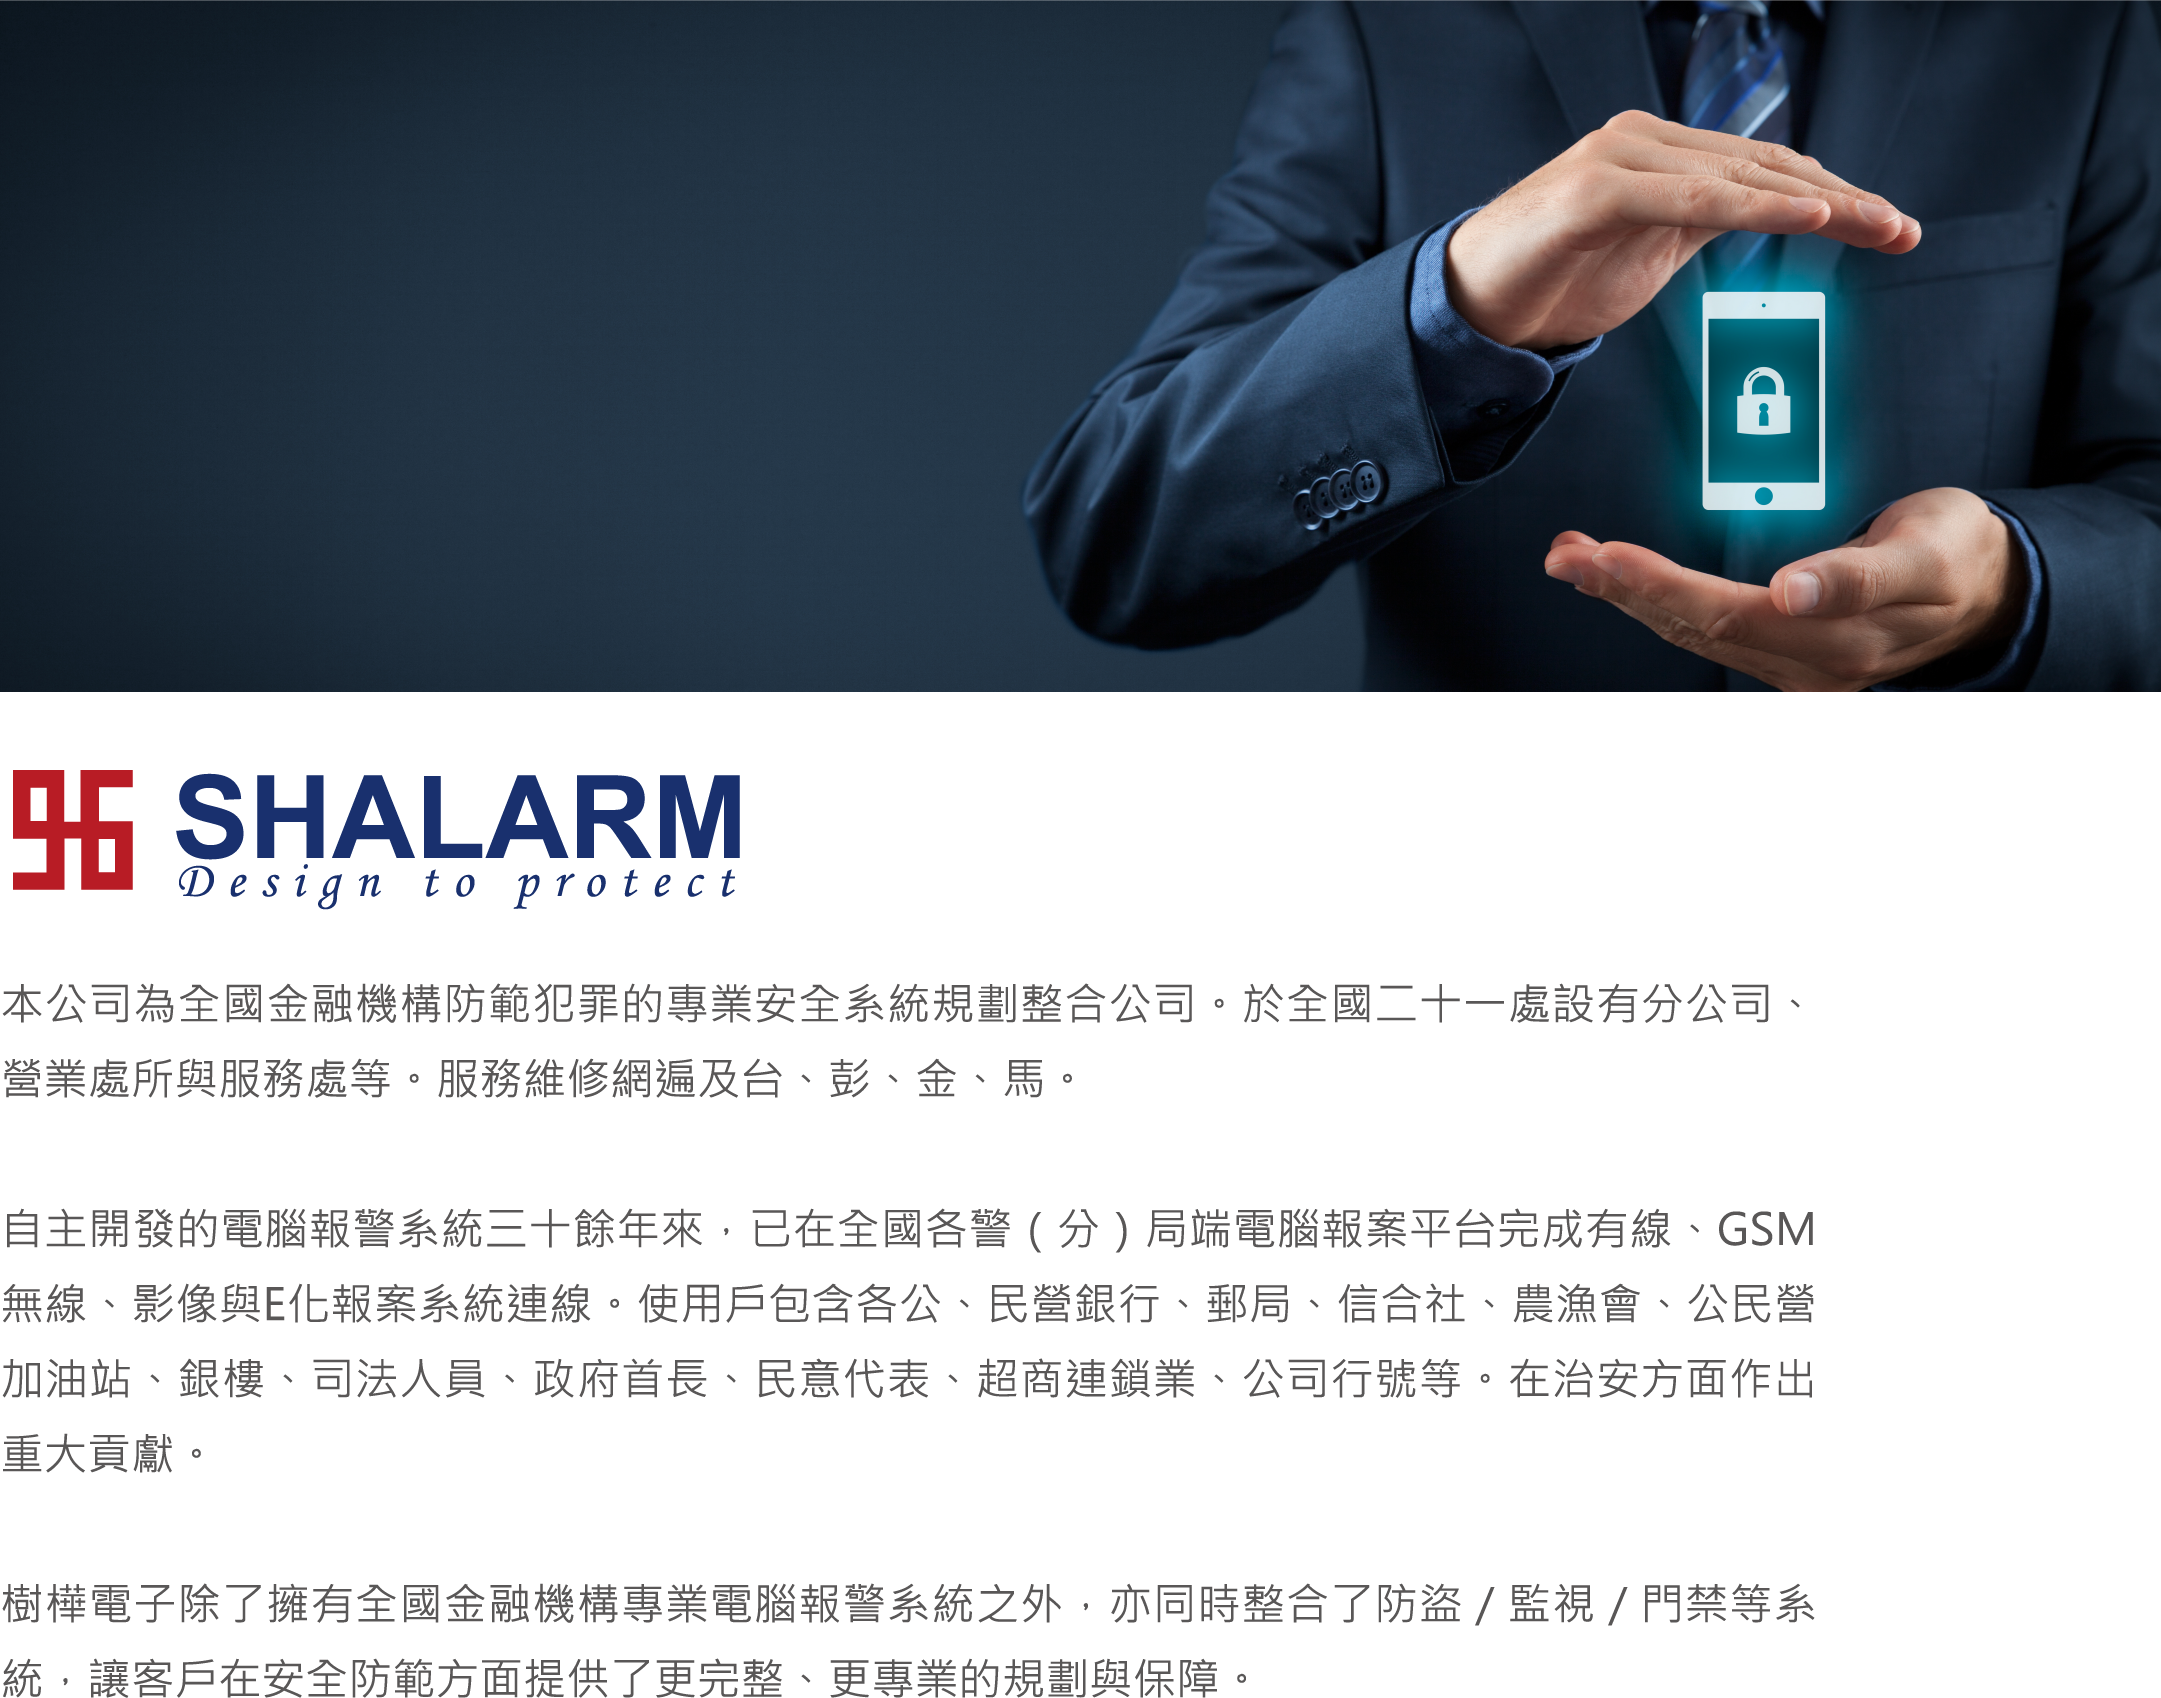 SHALARM
Design to protect
本公司為全國金融機構防範犯罪的專業安全系統規劃整合公司。於全國二十一處設有分公司、
營業處所與服務處等。服務維修網遍及台、彭、金、馬。
自主開發的電腦報警系統三十餘年來，已在全國各警（分）局端電腦報案平台完成有線、GSM
無線、影像與E化報案系統連線。使用戶包含各公、民營銀行、郵局、信合社、農漁會、公民營
加油站、銀樓、司法人員、政府首長、民意代表、超商連鎖業、公司行號等。在治安方面作出
重大貢獻。
樹樺電子除了擁有全國金融機構專業電腦報警系統之外，亦同時整合了防盜／監視／門禁等系
統，讓客戶在安全防範方面提供了更完整、更專業的規劃與保障。